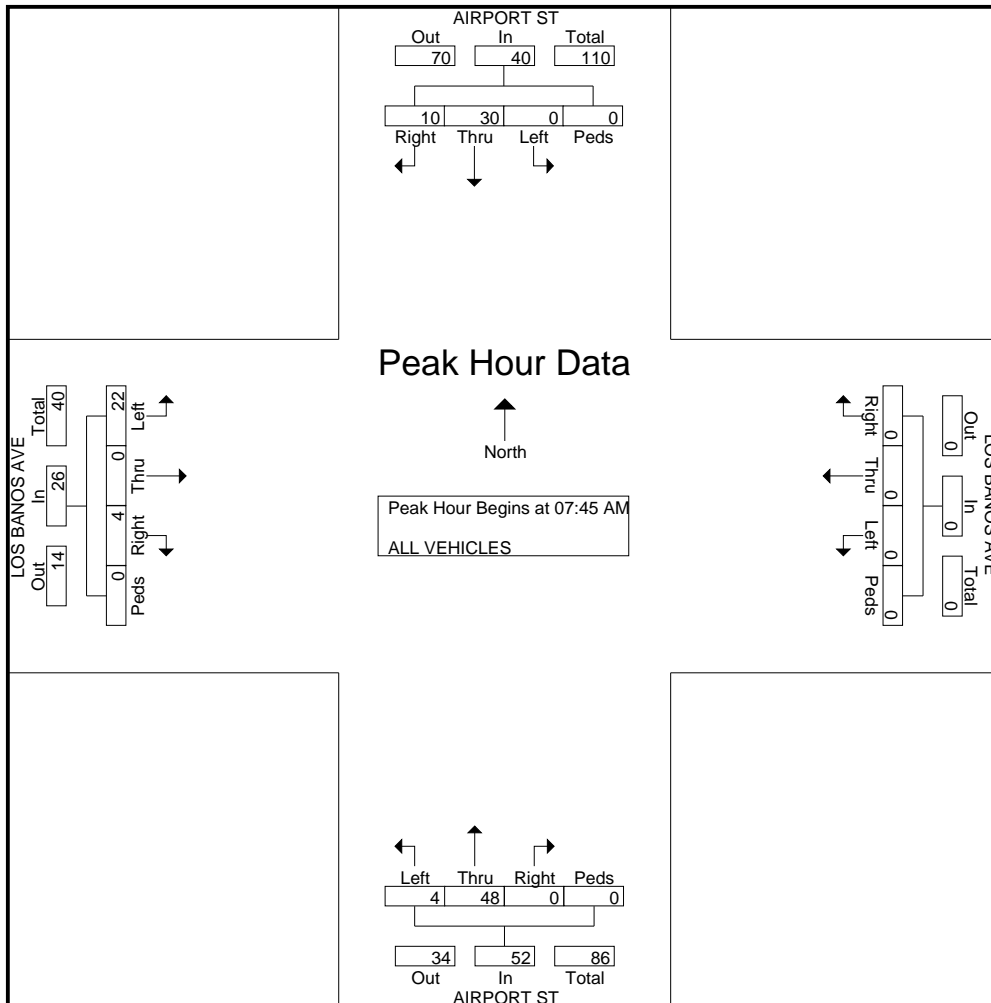 AIRPORT ST
Out In Total
70 40 110
10 30 0 0
Right Thru Left Peds
Peak Hour Data
North
Peak Hour Begins at 07:45 AM
ALL VEHICLES
LOS BANOS AVE
Out In Total
14 26 40
22 0 4 0
Left Thru Right Peds
LOS BANOS AVE
Out In Total
0 0 0
0 0 0 0
Right Thru Left Peds
Left Thru Right Peds
4 48 0 0
34 52 86
Out In Total
AIRPORT ST